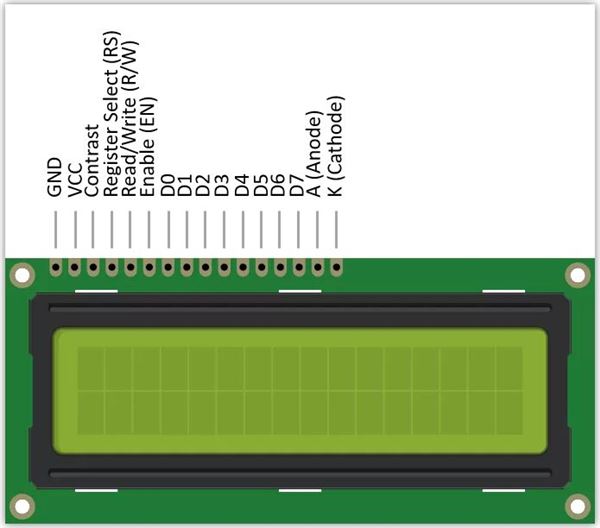 GND
VCC
Contrast
Register Select (RS)
Read/Write (R/W)
Enable (EN)
D0
D1
D2
D3
D4
D5
D6
D7
A (Anode)
K (Cathode)